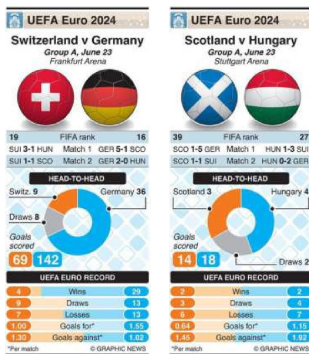 UEFA Euro 2024
Switzerland v Germany
Group A, June 23
Frankfurt Arena
19 FIFA rank 16
SUI 3-1 HUN Match 1 GER 5-1 SCO
SUI 1-1 SCO Match 2 GER 2-0 HUN
HEAD-TO-HEAD
Switz. 9 Germany 36
Draws 8
Goals
scored
69 142
UEFA EURO RECORD
4 Wins 29
9 Draws 13
7 Losses 13
1.00 Goals for* 1.55
1.30 Goals against* 1.02
*Per match © GRAPHIC NEWS
UEFA Euro 2024
Scotland v Hungary
Group A, June 23
Stuttgart Arena
39 FIFA rank 27
SCO 1-5 GER Match 1 HUN 1-3 SUI
SCO 1-1 SUI Match 2 HUN 0-2 GER
HEAD-TO-HEAD
Scotland 3 Hungary 4
Draws 2
Goals
scored
14 18
UEFA EURO RECORD
2 Wins 2
3 Draws 4
6 Losses
0.64 Goals for* 1.15
1.45 Goals against* 1.82
*Per match © GRAPHIC NEWS